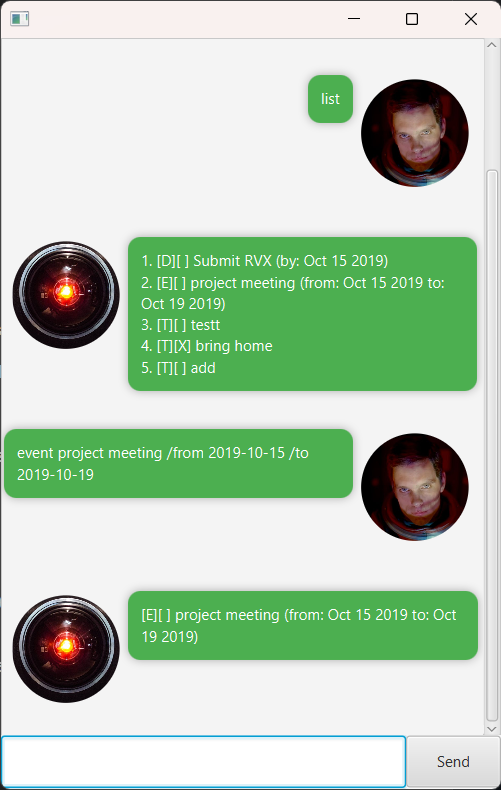 list
1. [D][ ] Submit RVX (by: Oct 15 2019)
2. [E][ ] project meeting (from: Oct 15 2019 to:
Oct 19 2019)
3. [T][ ] testt
4. [T][X] bring home
5. [T][ ] add
event project meeting /from 2019-10-15 /to
2019-10-19
[E][ ] project meeting (from: Oct 15 2019 to: Oct
19 2019)
Send